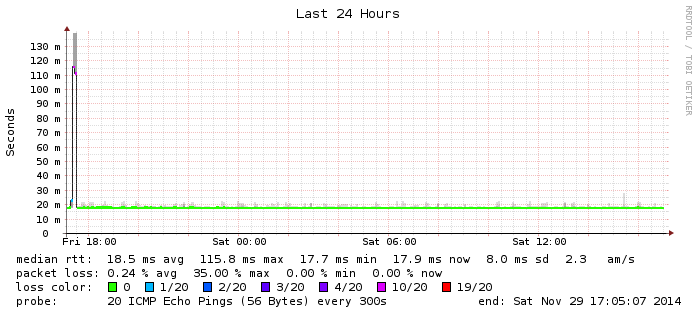 Last 24 Hours
RRDTOOL / TOBI OETIKER
Seconds
130 m
120 m
110 m
100 m
90 m
80 m
70 m
60 m
50 m
40 m
30 m
20 m
10 m
0
Fri 18:00 Sat 00:00 Sat 06:00 Sat 12:00
median rtt: 18.5 ms avg 115.8 ms max 17.7 ms min 17.9 ms now 8.0 ms sd 2.3 am/s
packet loss: 0.24 % avg 35.00 % max 0.00 % min 0.00 % now
loss color: 0 1/20 2/20 3/20 4/20 10/20 19/20
probe: 20 ICMP Echo Pings (56 Bytes) every 300s end: Sat Nov 29 17:05:07 2014